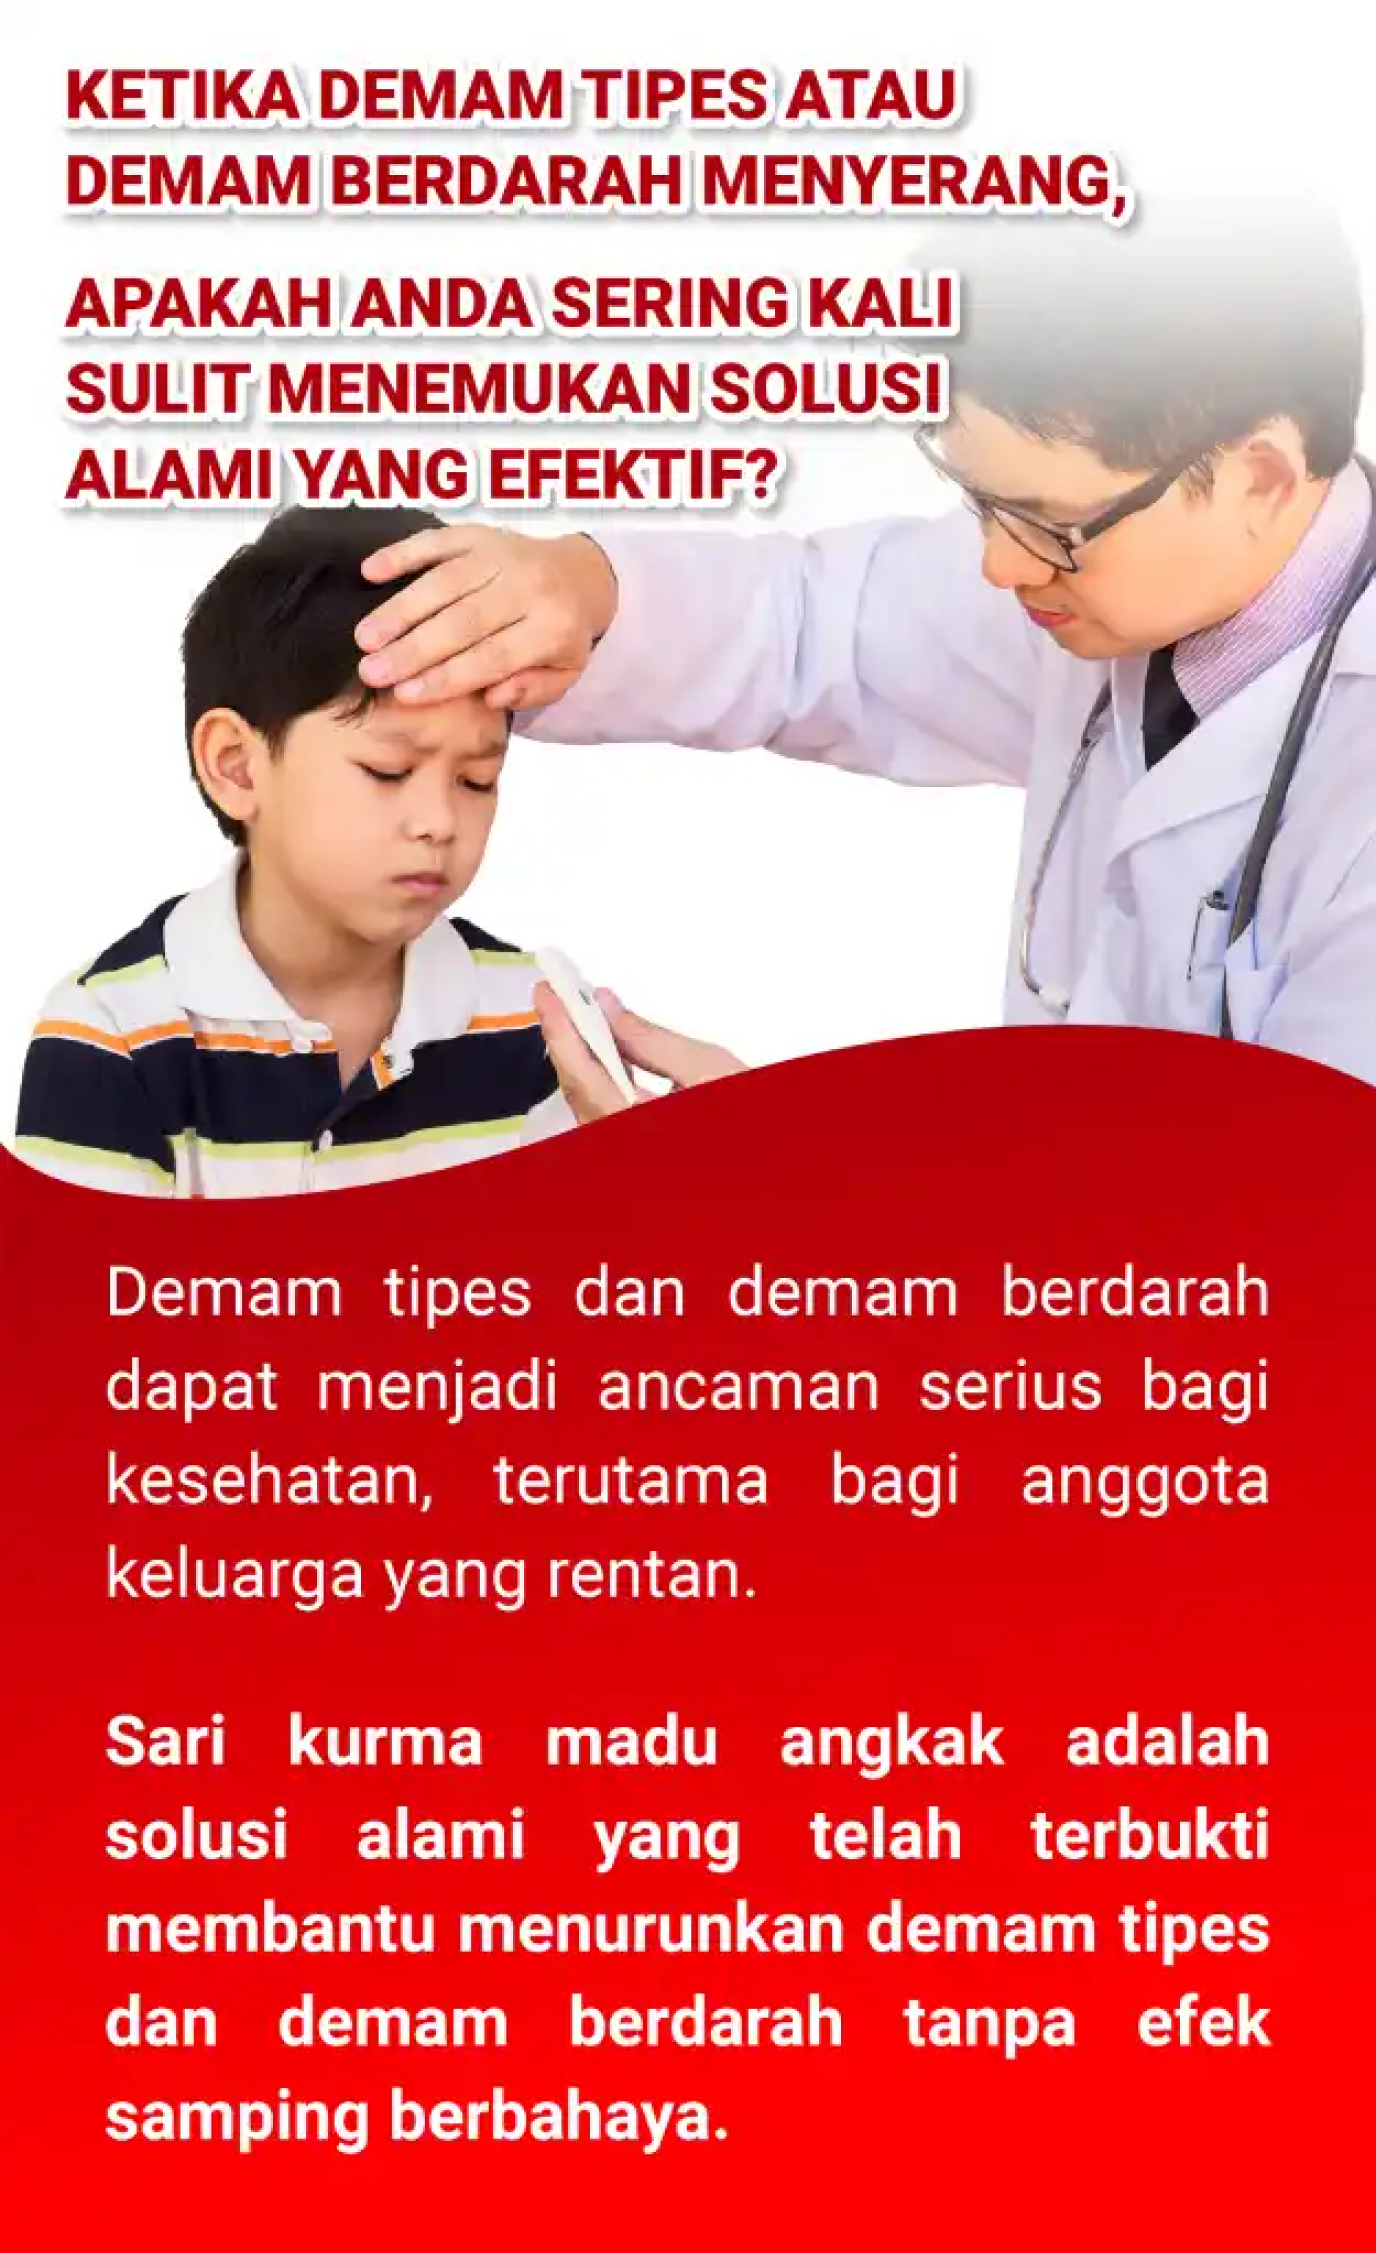 KETIKA DEMAM TIPES ATAU
DEMAM BERDARAH MENYERANG,
APAKAH ANDA SERING KALI
SULIT MENEMUKAN SOLUSI
ALAMI YANG EFEKTIF?
Demam tipes dan demam berdarah
dapat menjadi ancaman serius bagi
kesehatan, terutama bagi anggota
keluarga yang rentan.
Sari kurma madu angkak adalah
solusi alami yang telah terbukti
membantu menurunkan demam tipes
dan demam berdarah tanpa efek
samping berbahaya.